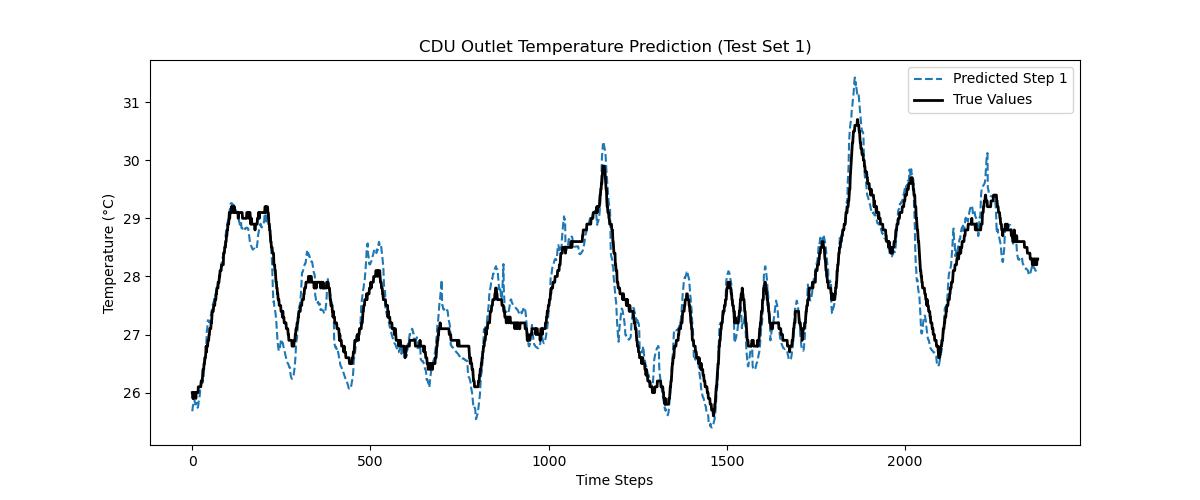 CDU Outlet Temperature Prediction (Test Set 1)
Predicted Step 1
True Values
Temperature (°C)
31
30
29
28
27
26
0 500 1000 1500 2000
Time Steps